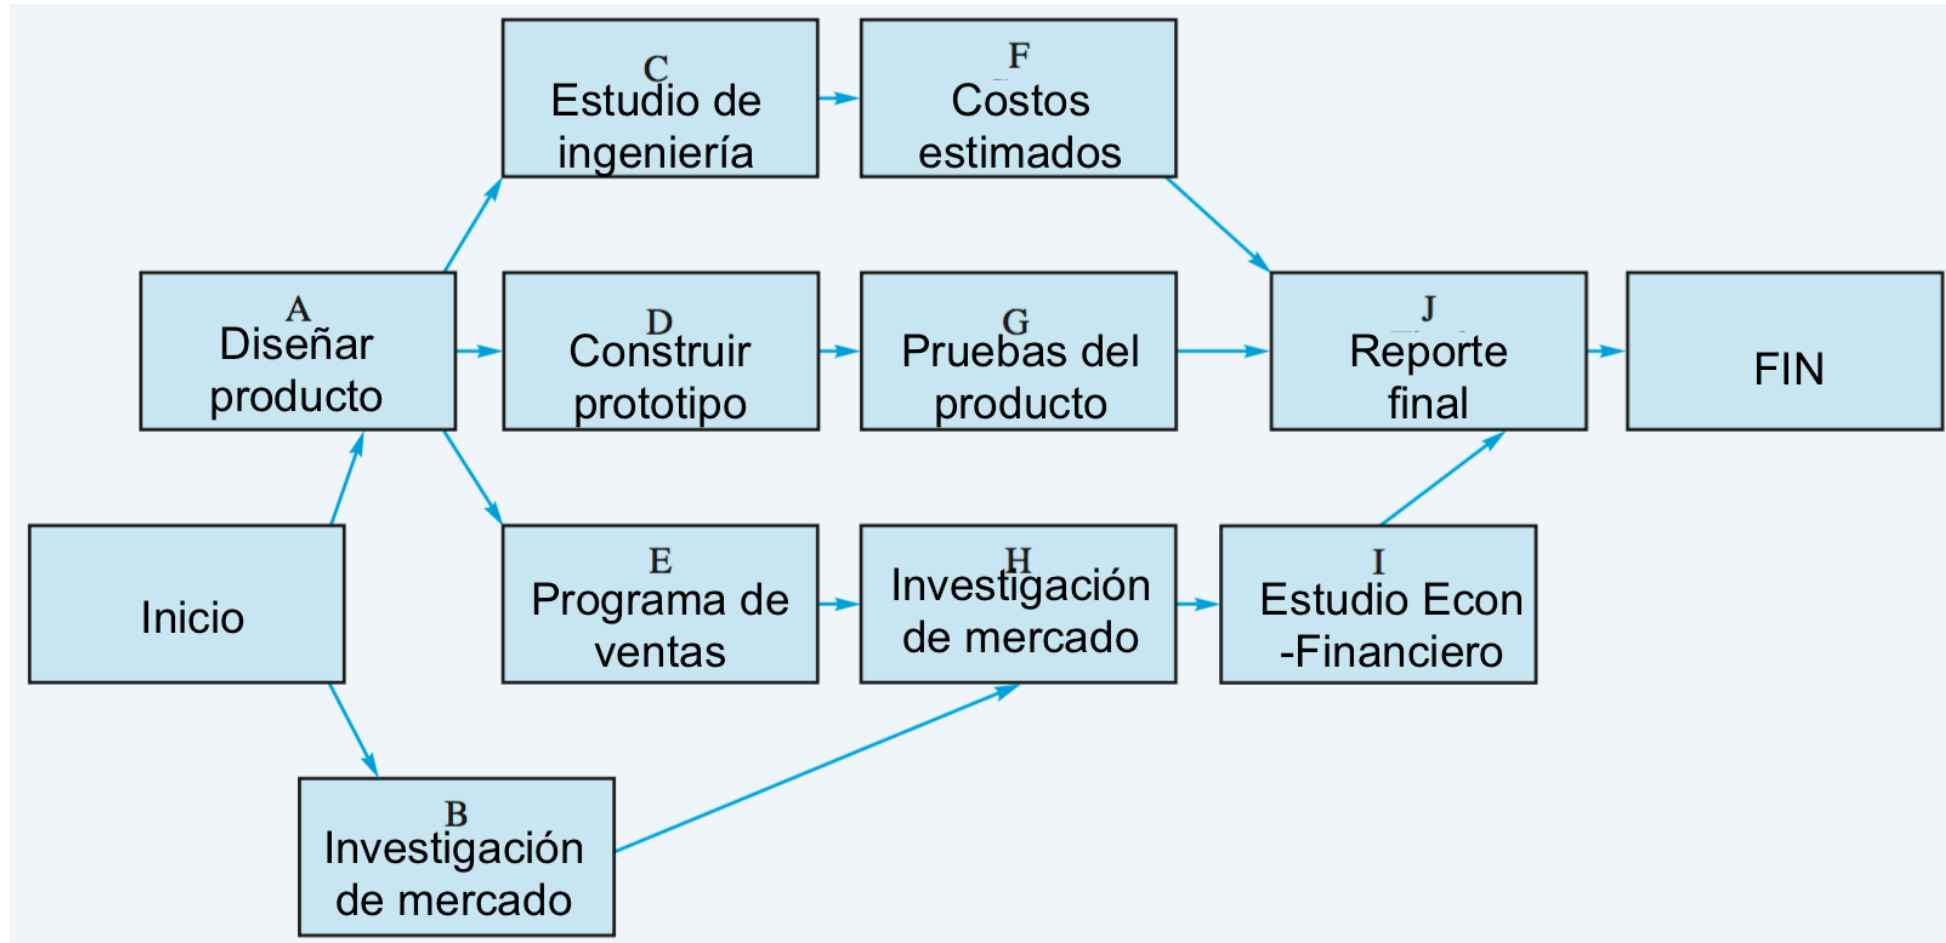 C
Estudio de
ingeniería
F
Costos
estimados
A
Diseñar
producto
D
Construir
prototipo
G
Pruebas del
producto
J
Reporte
final
FIN
Inicio
E
Programa de
ventas
H
Investigación
de mercado
I
Estudio Econ
-Financiero
B
Investigación
de mercado